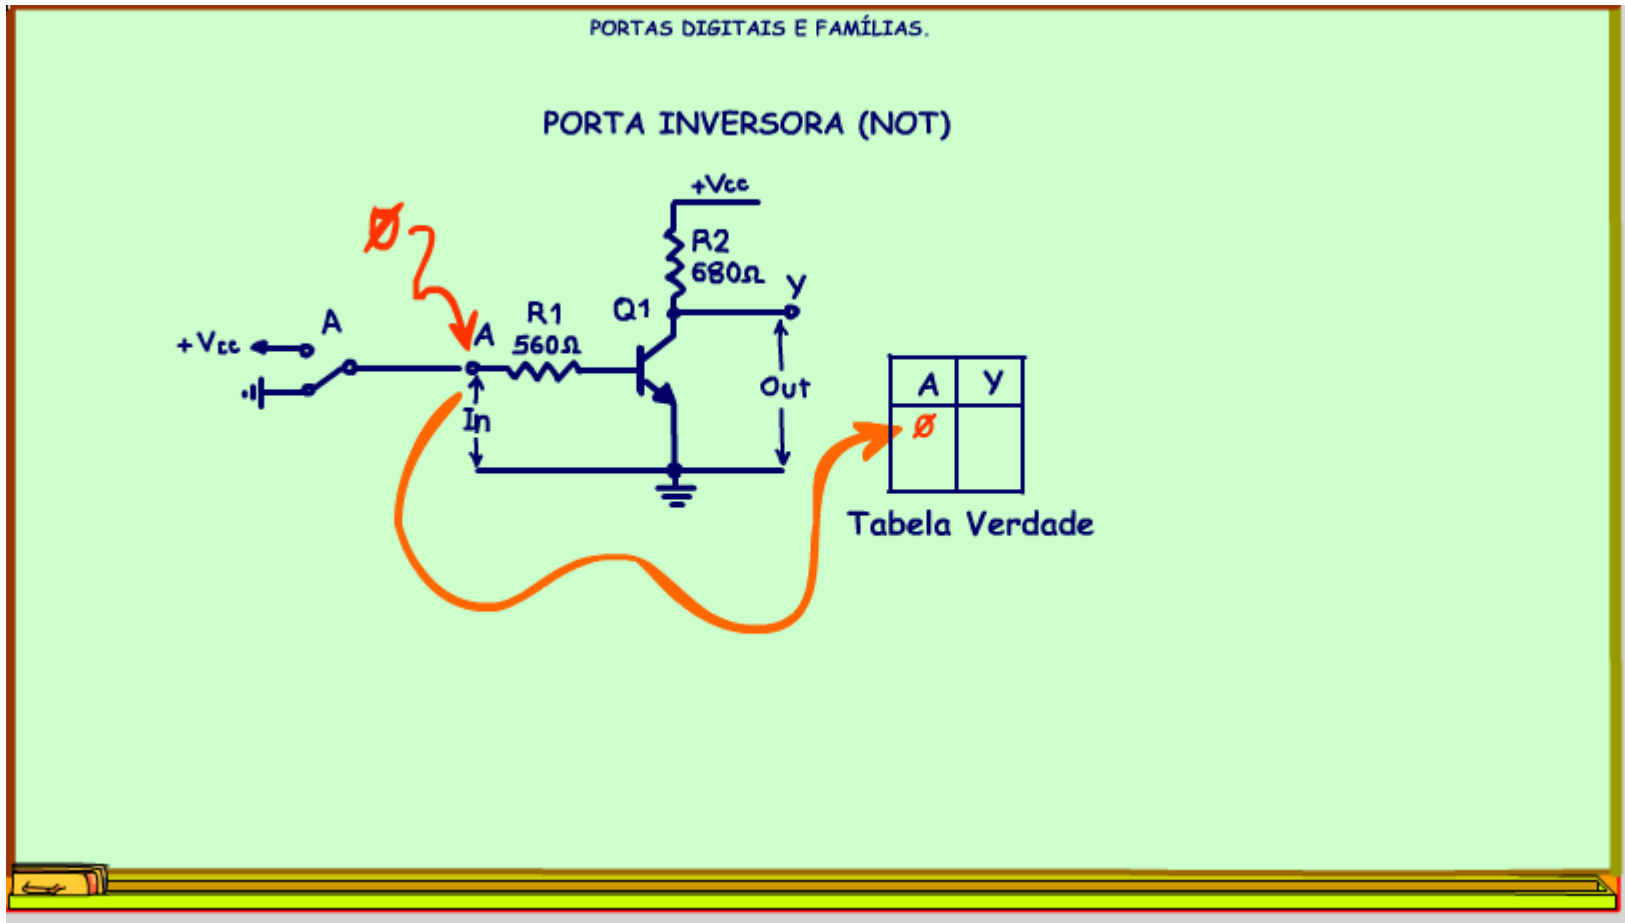 PORTAS DIGITAIS E FAMÍLIAS.
PORTA INVERSORA (NOT)
+Vcc
Ø
R2
680Ω
Y
Q1
R1
A
A
560Ω
+Vcc
Out
In
A Y
Ø
Tabela Verdade